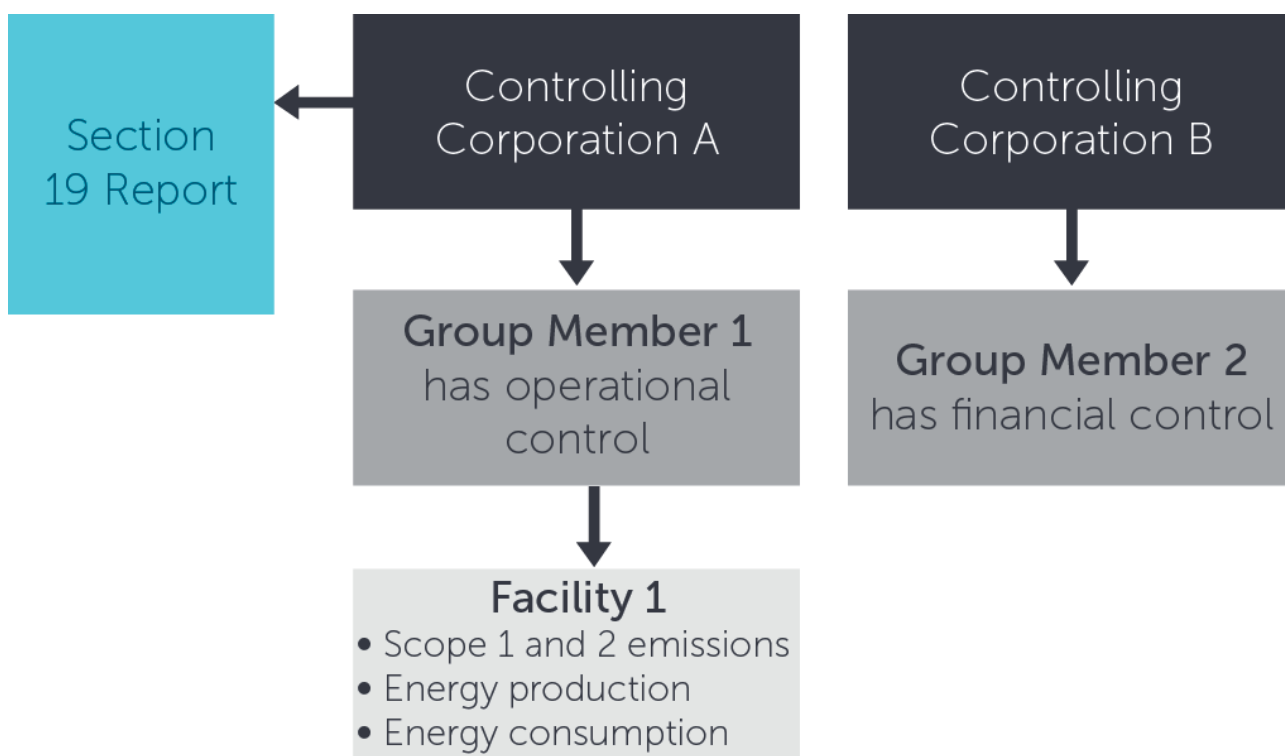 Section
19 Report
Controlling
Corporation A
Controlling
Corporation B
Group Member 1
has operational
control
Group Member 2
has financial control
Facility 1
• Scope 1 and 2 emissions
• Energy production
• Energy consumption